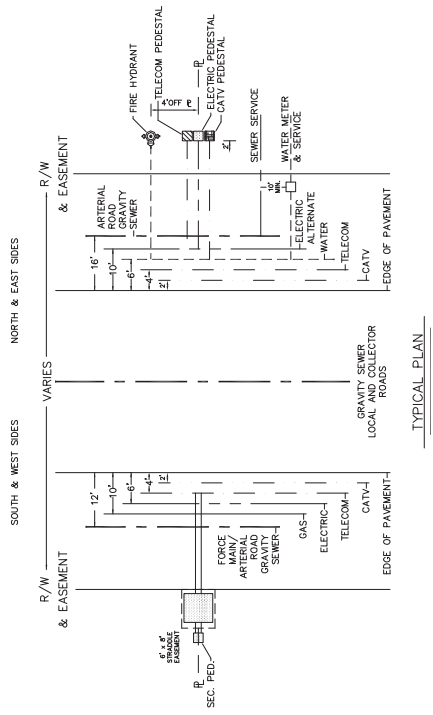 SOUTH & WEST SIDES
NORTH & EAST SIDES
R/W
& EASEMENT
VARIES
R/W
& EASEMENT
12'
10'
6'
4'
2'
16'
10'
6'
4'
2'
ARTERIAL
ROAD
GRAVITY
SEWER
FIRE HYDRANT
TELECOM PEDESTAL
4'OFF PL
PL
ELECTRIC PEDESTAL
CATV PEDESTAL
2'
SEWER SERVICE
10'
MIN.
WATER METER
& SERVICE
6' x 8'
STRADDLE
EASEMENT
PL
SEC. PED.
FORCE
MAIN/
ARTERIAL
ROAD
GRAVITY
SEWER
GAS
ELECTRIC
TELECOM
CATV
EDGE OF PAVEMENT
GRAVITY SEWER
LOCAL AND COLLECTOR
ROADS
ELECTRIC
ALTERNATE
WATER
TELECOM
CATV
EDGE OF PAVEMENT
TYPICAL PLAN